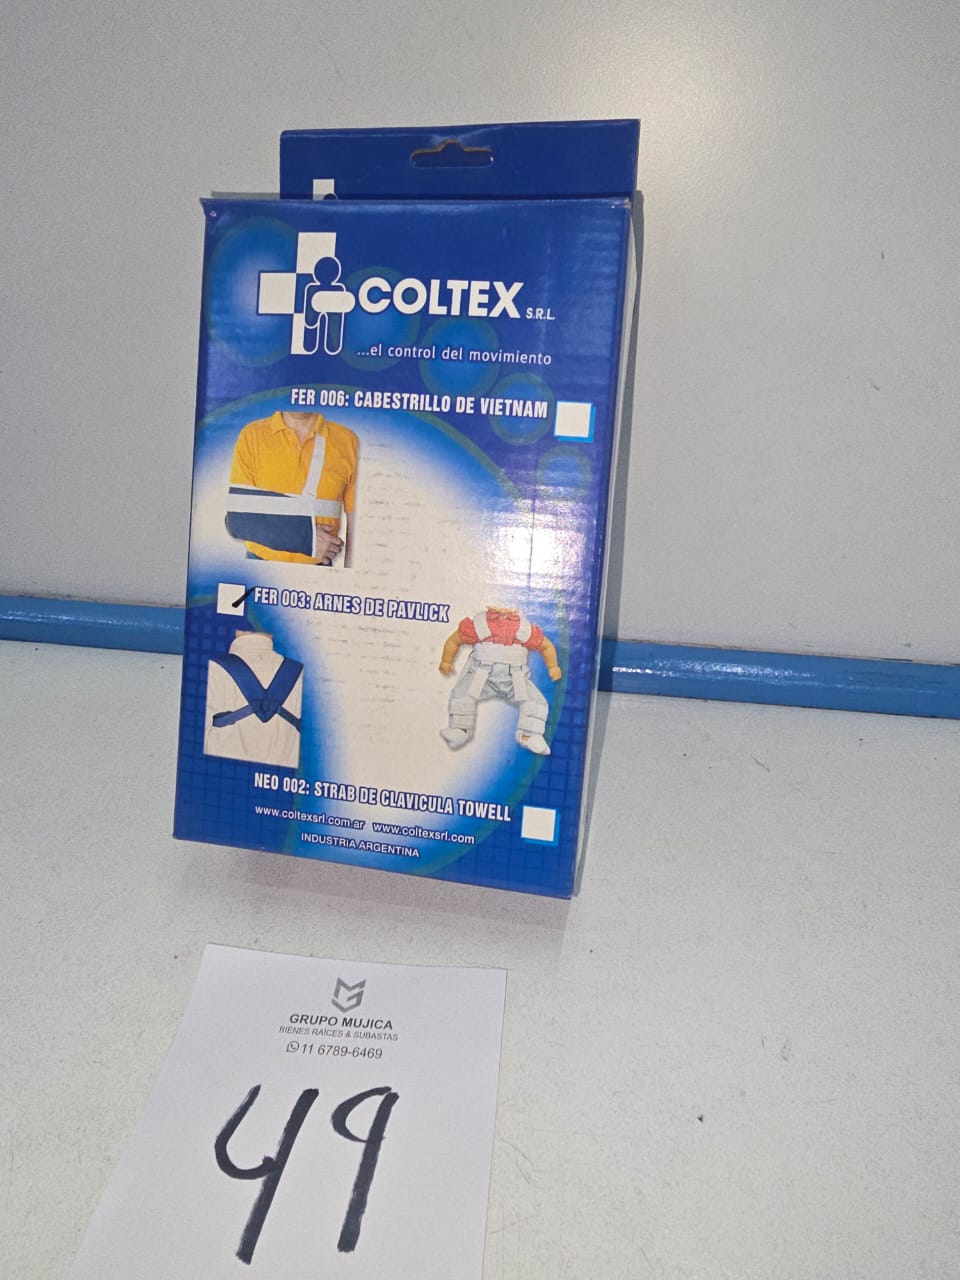 COLTEX S.R.L.
...el control del movimiento
FER 006: CABESTRILLO DE VIETNAM
FER 003: ARNES DE PAVLICK
NEO 002: STRAB DE CLAVICULA TOWELL
www.coltexsrl.com.ar www.coltexsrl.com
INDUSTRIA ARGENTINA
GRUPO MUJICA
BIENES RAÍCES & SUBASTAS
11 6789-6469
49